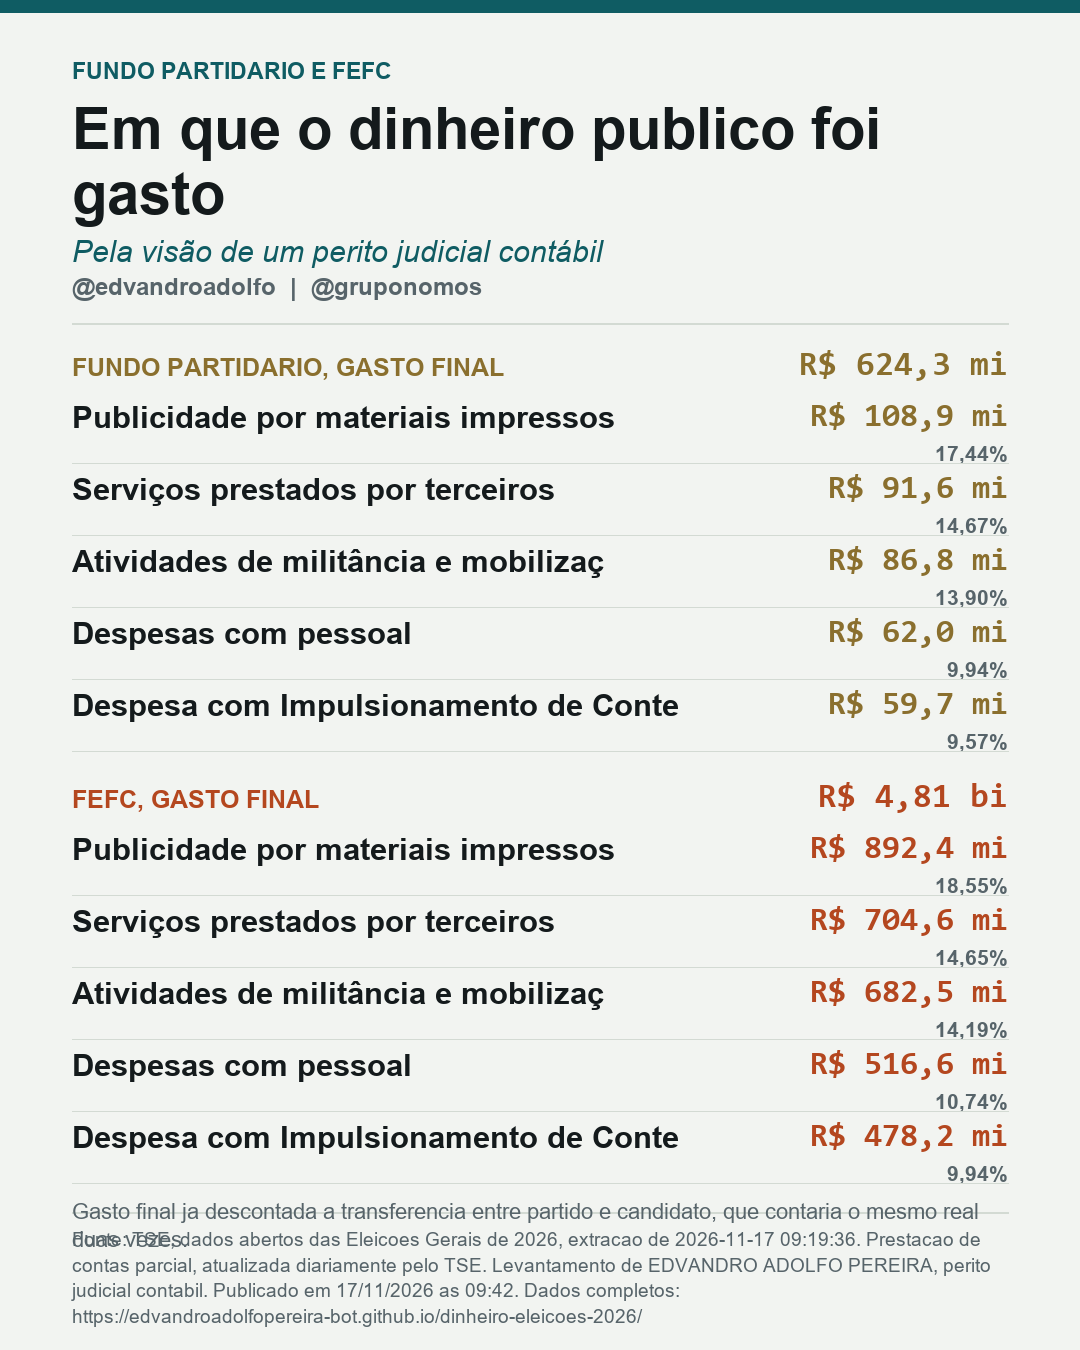 FUNDO PARTIDARIO E FEFC
Em que o dinheiro publico foi
gasto
Pela visão de um perito judicial contábil
@edvandroadolfo | @gruponomos
FUNDO PARTIDARIO, GASTO FINAL R$ 624,3 mi
Publicidade por materiais impressos R$ 108,9 mi
17,44%
Serviços prestados por terceiros R$ 91,6 mi
14,67%
Atividades de militância e mobilizaç R$ 86,8 mi
13,90%
Despesas com pessoal R$ 62,0 mi
9,94%
Despesa com Impulsionamento de Conte R$ 59,7 mi
9,57%
FEFC, GASTO FINAL R$ 4,81 bi
Publicidade por materiais impressos R$ 892,4 mi
18,55%
Serviços prestados por terceiros R$ 704,6 mi
14,65%
Atividades de militância e mobilizaç R$ 682,5 mi
14,19%
Despesas com pessoal R$ 516,6 mi
10,74%
Despesa com Impulsionamento de Conte R$ 478,2 mi
9,94%
Gasto final ja descontada a transferencia entre partido e candidato, que contaria o mesmo real
duas vezes.
Fonte: TSE, dados abertos das Eleicoes Gerais de 2026, extracao de 2026-11-17 09:19:36. Prestacao de
contas parcial, atualizada diariamente pelo TSE. Levantamento de EDVANDRO ADOLFO PEREIRA, perito
judicial contabil. Publicado em 17/11/2026 as 09:42. Dados completos:
https://edvandroadolfopereira-bot.github.io/dinheiro-eleicoes-2026/